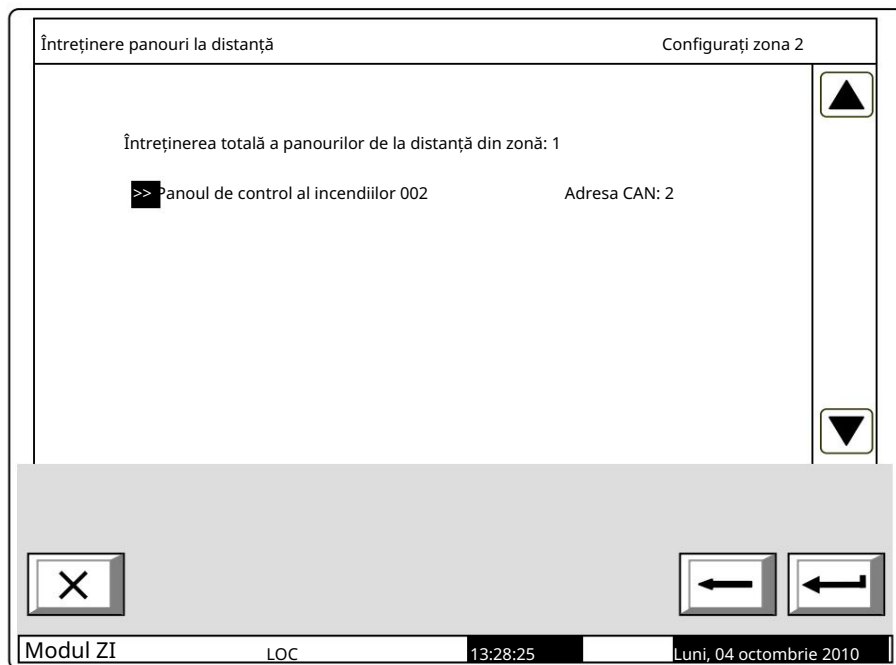 Întreținere panouri la distanță Configurați zona 2
Întreținerea totală a panourilor de la distanță din zonă: 1
>> Panoul de control al incendiilor 002 Adresa CAN: 2
Modul ZI LOC 13:28:25 Luni, 04 octombrie 2010